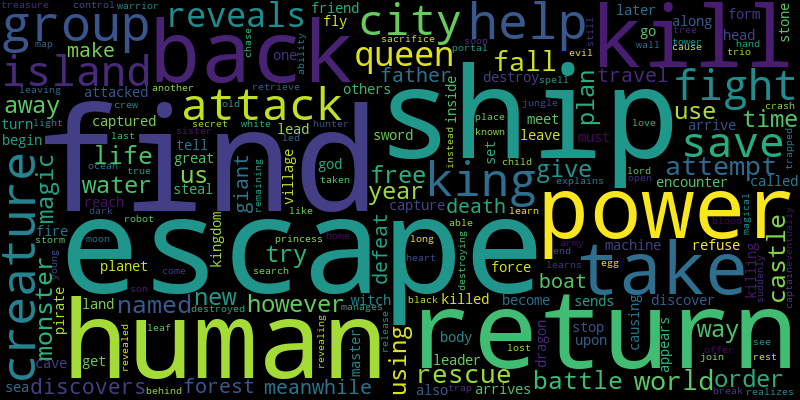 treasure control warrior
group
back
reveals
friend
fly
city
help
kill
later
go
along
form
head
hand
stone
island
make
sacrifice
chase
one
ability
queen
fall
father
portal
soon
destroy
spell
travel
evil
still
map
wall
tree
tower
cause
trio
leaving
attacked
another
retrieve
others
inside
jungle
crew
away
captured
secret
old
white
hunter
attack
sword
place
known
plan
meet
leave
fight
use
time
crash
arrive
turn
light
last
sister
lead
led
find
ship
set
instead
child
love
must
save
trapped
begin
tell
great
true
ocean
life
us
steal
magic
water
giant
remaining
village
god
taken
free
year
king
give
explains
lord
open
attempt
encounter
called
creature
reach
dark
robot
like
capture
death
learn
power
magical
blood
fire
storm
moon
kingdom
princess
home
search
escape
defeat
long
able
heart
destroying
army
end
machine
refuse
castle
suddenly
eventually
captain
monster
young
planet
come
try
force
learns
egg
take
killing
pirate
land
son
named
new
destroyed
however
witch
manages
black
killed
become
boat
sends
discover
human
leaf
revealed
revealing
master
release
using
body
lost
dragon
return
stop
upon
causing
appears
way
see
offer
join
rest
cave
get
leader
rescue
sea
discovers
behind
forest
meanwhile
also
trap
arrives
battle
world
order
break
realizes